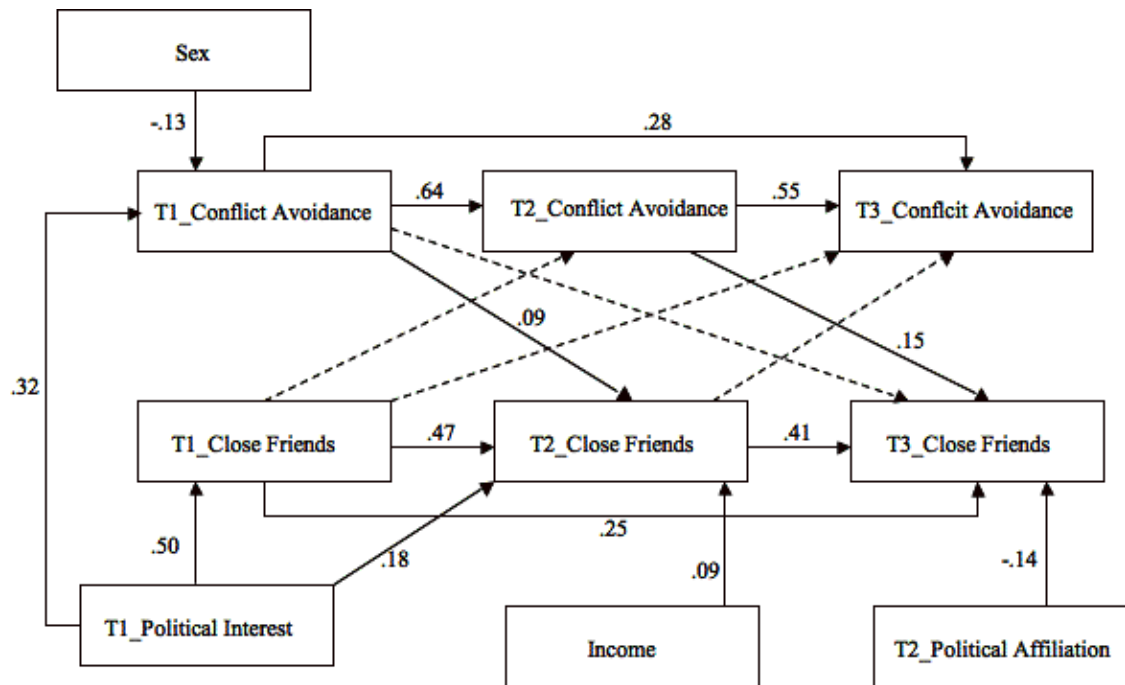 Sex
-.13
.28
T1_Conflict Avoidance
.64
T2_Conflict Avoidance
.55
T3_Conflcit Avoidance
.09
.15
.32
T1_Close Friends
.47
T2_Close Friends
.41
T3_Close Friends
.50
.18
.25
.09
-.14
T1_Political Interest
Income
T2_Political Affiliation